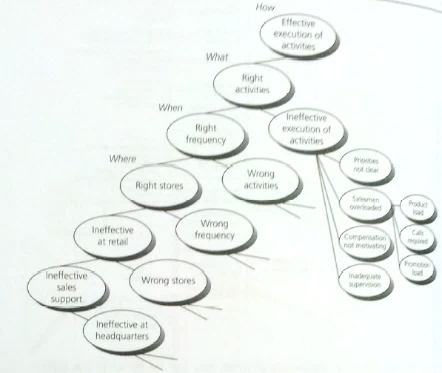 How
Effective
execution of
activities
What
Right
activities
When
Right
frequency
Ineffective
execution of
activities
Where
Right stores
Wrong
activities
Priorities
not clear
Salesmen
overloaded
Product
load
Ineffective
at retail
Wrong
frequency
Compensation
not motivating
Calls
required
Ineffective
sales
support
Wrong stores
Inadequate
supervision
Promotion
load
Ineffective at
headquarters